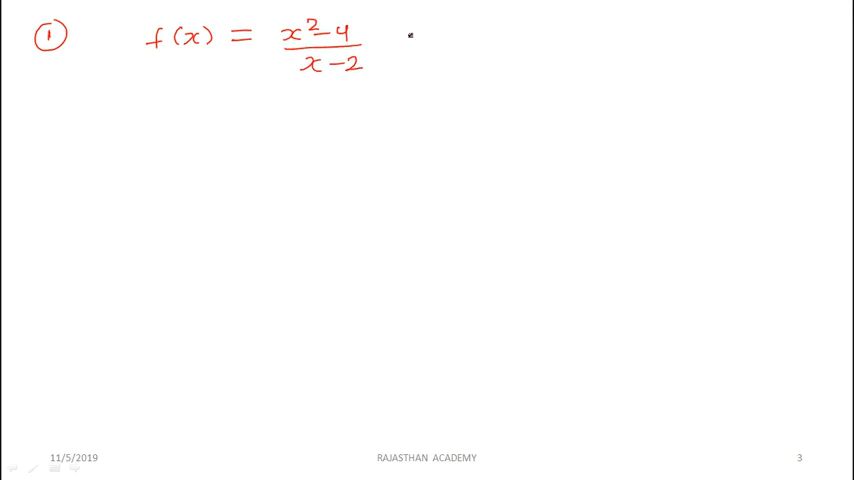 ① f(x) = x²-4 / x-2
11/5/2019 RAJASTHAN ACADEMY 3